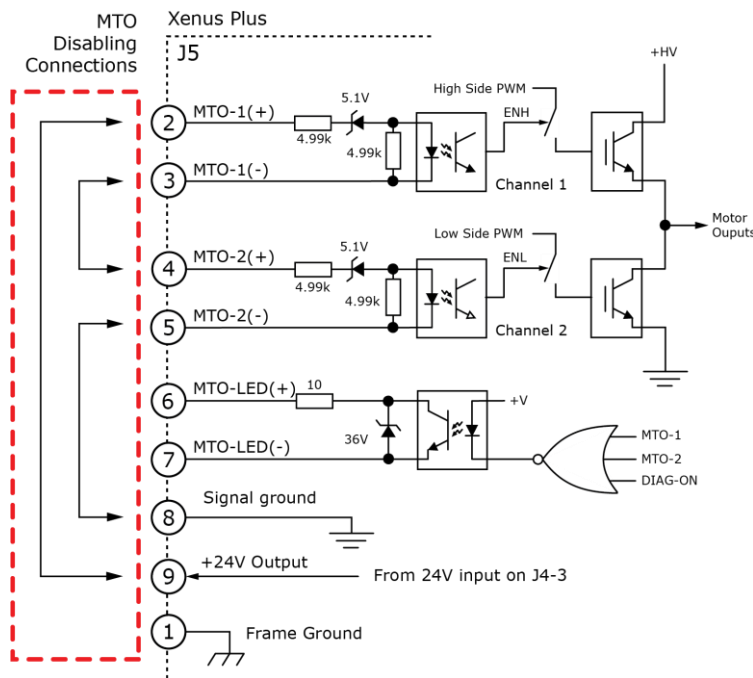 MTO
Disabling
Connections
Xenus Plus
J5
+HV
High Side PWM
ENH
2
MTO-1(+)
4.99k
5.1V
4.99k
3
MTO-1(-)
Channel 1
Motor
Ouputs
Low Side PWM
ENL
4
MTO-2(+)
4.99k
5.1V
4.99k
5
MTO-2(-)
Channel 2
6
MTO-LED(+)
10
+V
36V
7
MTO-LED(-)
MTO-1
MTO-2
DIAG-ON
8
Signal ground
9
+24V Output
From 24V input on J4-3
1
Frame Ground